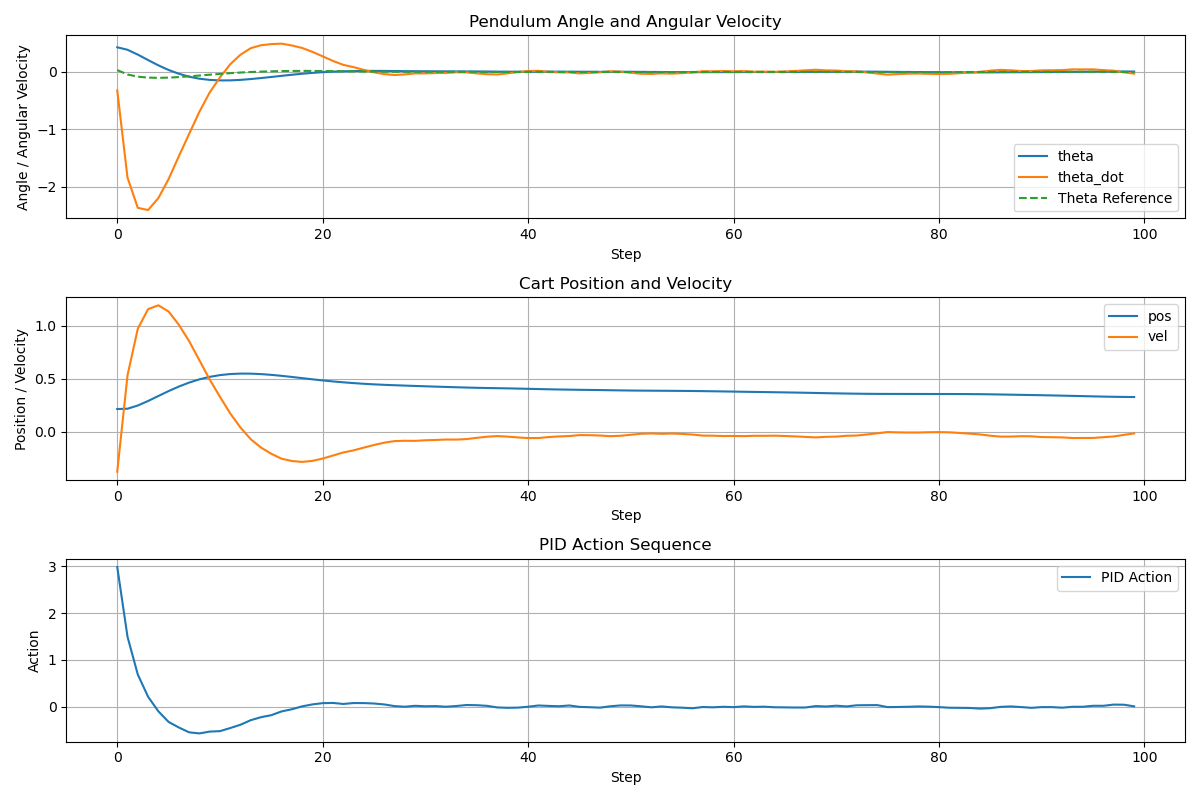 Pendulum Angle and Angular Velocity
Angle / Angular Velocity
0
−1
−2
theta
theta_dot
Theta Reference
0 20 40 60 80 100
Step
Cart Position and Velocity
Position / Velocity
1.0
0.5
0.0
pos
vel
0 20 40 60 80 100
Step
PID Action Sequence
Action
3
2
1
0
PID Action
0 20 40 60 80 100
Step